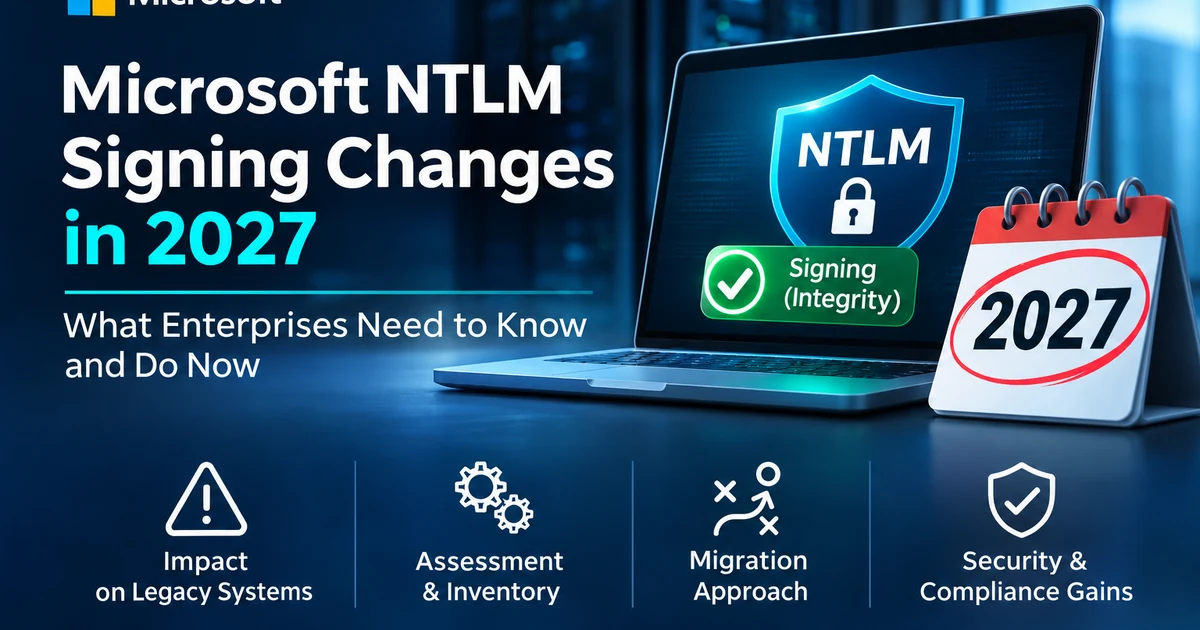 Microsoft
Microsoft NTLM
Signing Changes
in 2027
What Enterprises Need to Know
and Do Now
NTLM
Signing
(Integrity)
2027
Impact
on Legacy Systems
Assessment
& Inventory
Migration
Approach
Security &
Compliance Gains